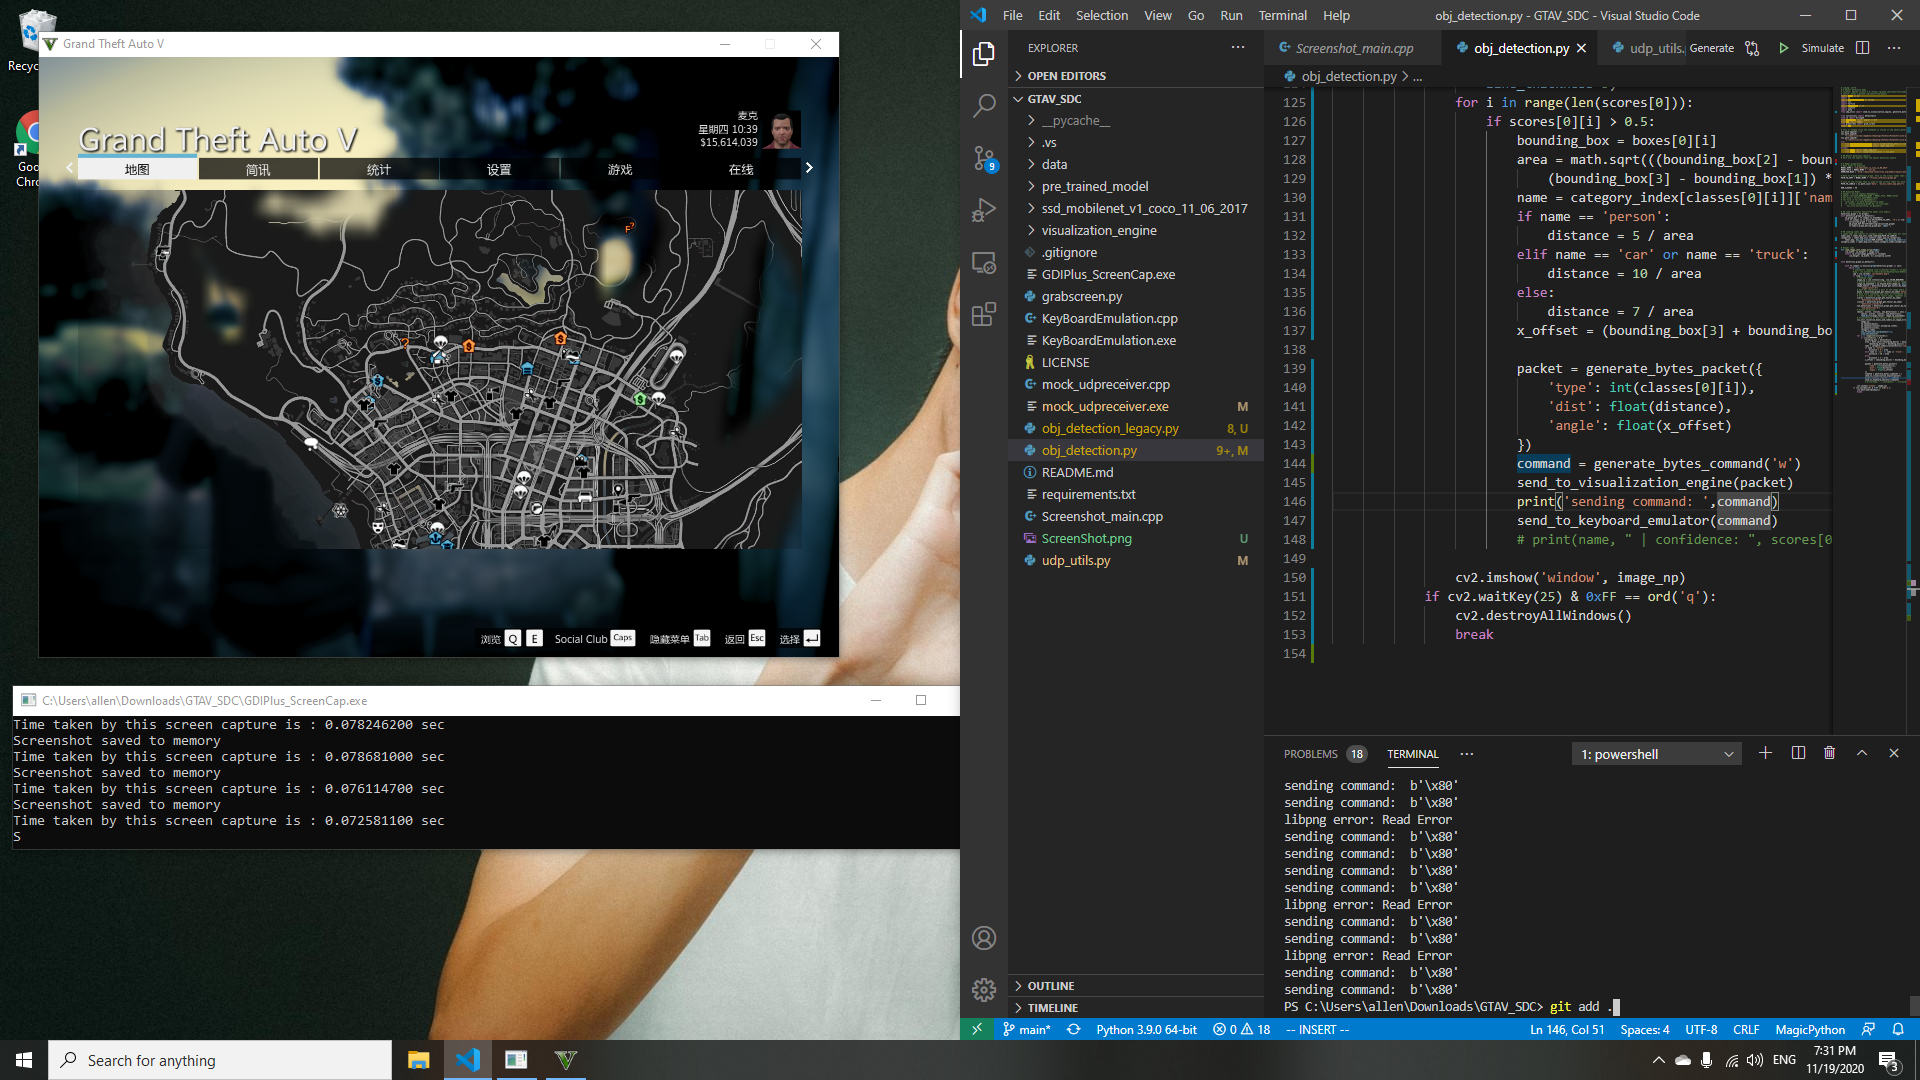 Recyc
Goo
Chro
Grand Theft Auto V
Grand Theft Auto V
麦克
星期四 10:39
$15.614.039
地图 简讯 统计 设置 游戏 在线
浏览 Q E Social Club Caps 隐藏菜单 Tab 返回 Esc 选择
C:\Users\allen\Downloads\GTAV_SDC\GDIPlus_ScreenCap.exe
Time taken by this screen capture is : 0.078246200 sec
Screenshot saved to memory
Time taken by this screen capture is : 0.078681000 sec
Screenshot saved to memory
Time taken by this screen capture is : 0.076114700 sec
Screenshot saved to memory
Time taken by this screen capture is : 0.072581100 sec
S
File Edit Selection View Go Run Terminal Help obj_detection.py - GTAV_SDC - Visual Studio Code
EXPLORER
OPEN EDITORS
GTAV_SDC
__pycache__
.vs
data
pre_trained_model
ssd_mobilenet_v1_coco_11_06_2017
visualization_engine
.gitignore
GDIPlus_ScreenCap.exe
grabscreen.py
KeyBoardEmulation.cpp
KeyBoardEmulation.exe
LICENSE
mock_udpreceiver.cpp
mock_udpreceiver.exe M
obj_detection_legacy.py 8, U
obj_detection.py 9+, M
README.md
requirements.txt
Screenshot_main.cpp
ScreenShot.png U
udp_utils.py M
OUTLINE
TIMELINE
9
Screenshot_main.cpp obj_detection.py udp_utils. Generate Simulate
obj_detection.py > ...
125 for i in range(len(scores[0])):
126 if scores[0][i] > 0.5:
127 bounding_box = boxes[0][i]
128 area = math.sqrt(((bounding_box[2] - boun
129 (bounding_box[3] - bounding_box[1]) *
130 name = category_index[classes[0][i]]['nam
131 if name == 'person':
132 distance = 5 / area
133 elif name == 'car' or name == 'truck':
134 distance = 10 / area
135 else:
136 distance = 7 / area
137 x_offset = (bounding_box[3] + bounding_bo
138
139 packet = generate_bytes_packet({
140 'type': int(classes[0][i]),
141 'dist': float(distance),
142 'angle': float(x_offset)
143 })
144 command = generate_bytes_command('w')
145 send_to_visualization_engine(packet)
146 print('sending command: ',command)
147 send_to_keyboard_emulator(command)
148 # print(name, " | confidence: ", scores[0
149
150 cv2.imshow('window', image_np)
151 if cv2.waitKey(25) & 0xFF == ord('q'):
152 cv2.destroyAllWindows()
153 break
154
PROBLEMS 18 TERMINAL 1: powershell
sending command:  b'\x80'
sending command:  b'\x80'
libpng error: Read Error
sending command:  b'\x80'
sending command:  b'\x80'
sending command:  b'\x80'
sending command:  b'\x80'
libpng error: Read Error
sending command:  b'\x80'
sending command:  b'\x80'
libpng error: Read Error
sending command:  b'\x80'
sending command:  b'\x80'
PS C:\Users\allen\Downloads\GTAV_SDC> git add .
main* Python 3.9.0 64-bit 0 18 -- INSERT -- Ln 146, Col 51 Spaces: 4 UTF-8 CRLF MagicPython
Search for anything
ENG
7:31 PM
11/19/2020
3